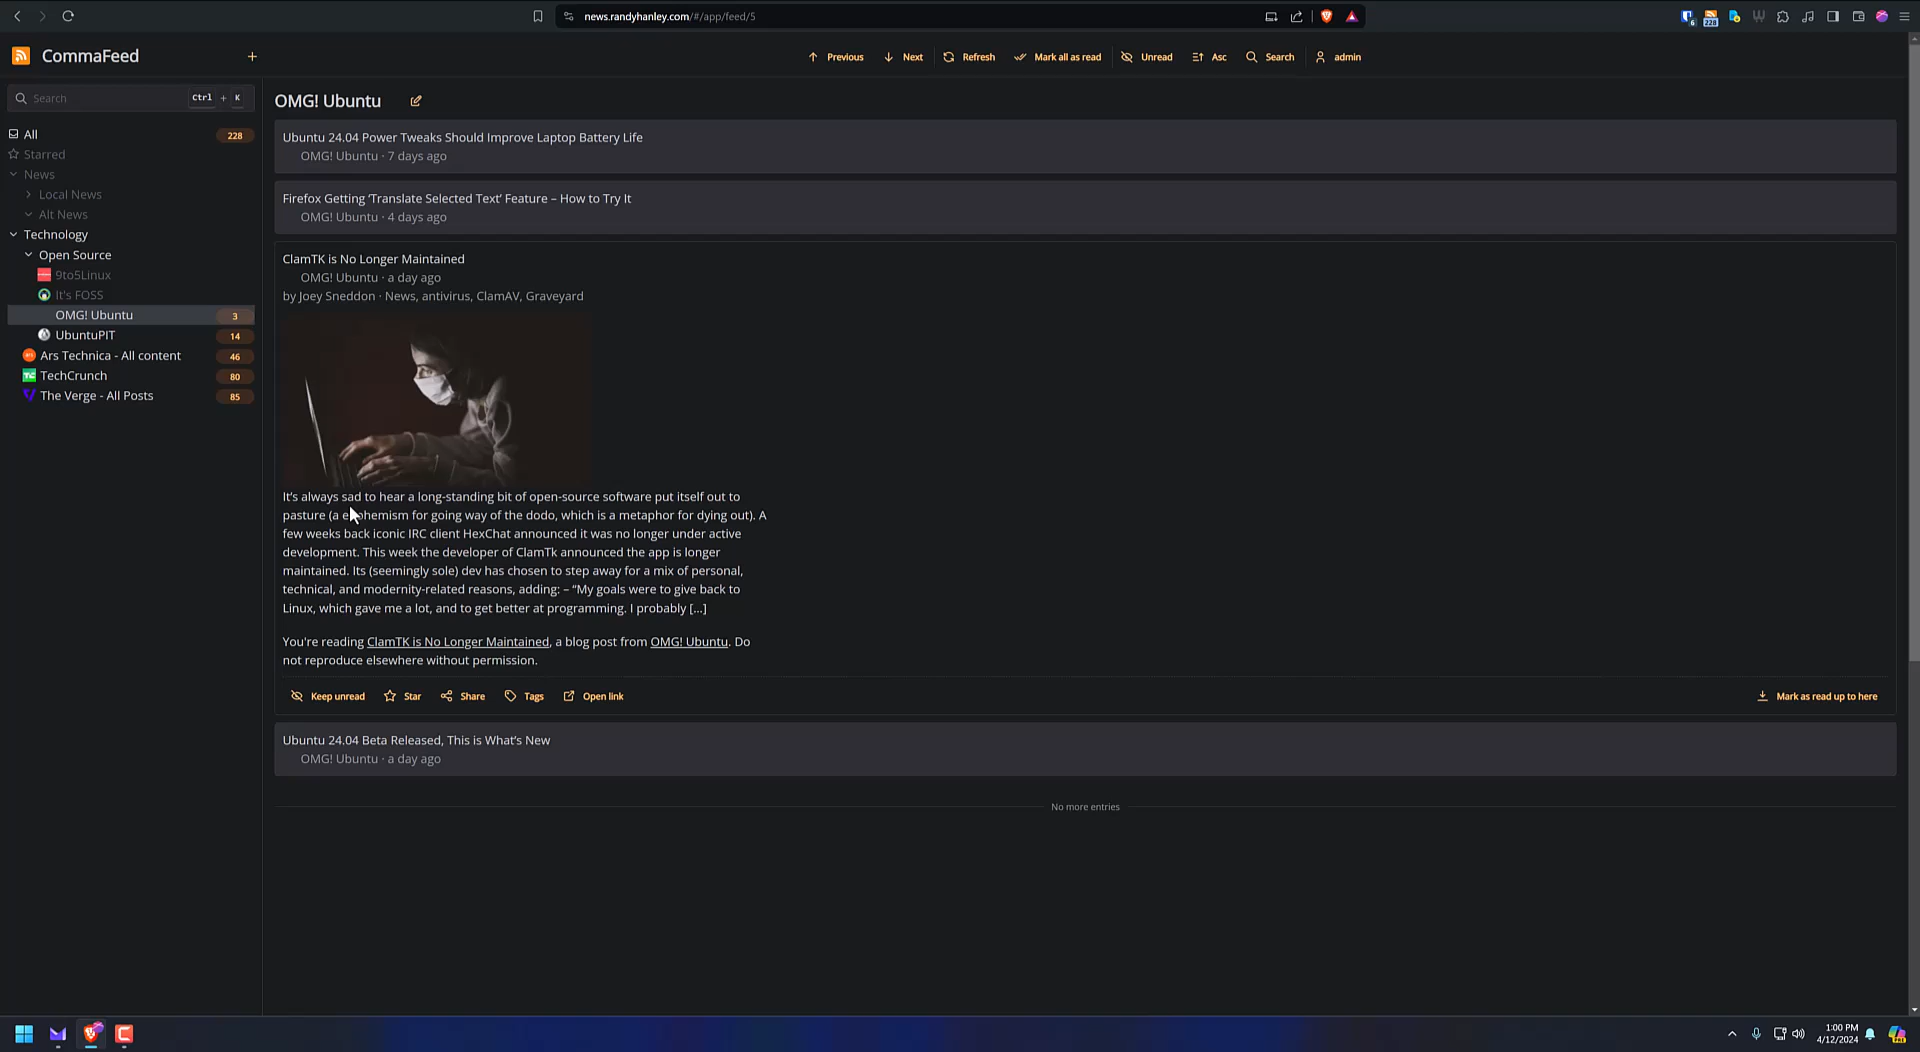 news.randyhanley.com/#/app/feed/5
6
228
CommaFeed
Previous
Next
Refresh
Mark all as read
Unread
Asc
Search
admin
Search
Ctrl + K
All
228
Starred
News
Local News
Alt News
Technology
Open Source
9to5Linux
It's FOSS
OMG! Ubuntu
3
UbuntuPIT
14
Ars Technica - All content
46
TechCrunch
80
The Verge - All Posts
85
OMG! Ubuntu
Ubuntu 24.04 Power Tweaks Should Improve Laptop Battery Life
OMG! Ubuntu · 7 days ago
Firefox Getting ‘Translate Selected Text’ Feature – How to Try It
OMG! Ubuntu · 4 days ago
ClamTK is No Longer Maintained
OMG! Ubuntu · a day ago
by Joey Sneddon · News, antivirus, ClamAV, Graveyard
It’s always sad to hear a long-standing bit of open-source software put itself out to
pasture (a euphemism for going way of the dodo, which is a metaphor for dying out). A
few weeks back iconic IRC client HexChat announced it was no longer under active
development. This week the developer of ClamTk announced the app is longer
maintained. Its (seemingly sole) dev has chosen to step away for a mix of personal,
technical, and modernity-related reasons, adding: – “My goals were to give back to
Linux, which gave me a lot, and to get better at programming. I probably [...]
You're reading ClamTK is No Longer Maintained, a blog post from OMG! Ubuntu. Do
not reproduce elsewhere without permission.
Keep unread
Star
Share
Tags
Open link
Mark as read up to here
Ubuntu 24.04 Beta Released, This is What’s New
OMG! Ubuntu · a day ago
No more entries
1:00 PM
4/12/2024